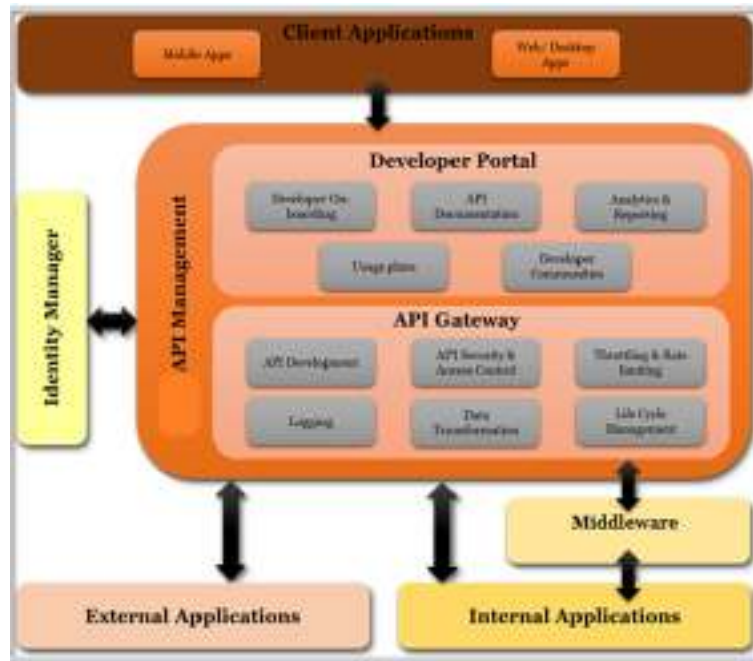 Client Applications
Mobile Apps
Web/ Desktop
Apps
Developer Portal
Developer On-
boarding
API
Documentation
Analytics &
Reporting
Usage plans
Developer
Communities
API Management
Identity Manager
API Gateway
API Development
API Security &
Access Control
Throttling & Rate
limiting
Logging
Data
Transformation
Life Cycle
Management
Middleware
External Applications
Internal Applications